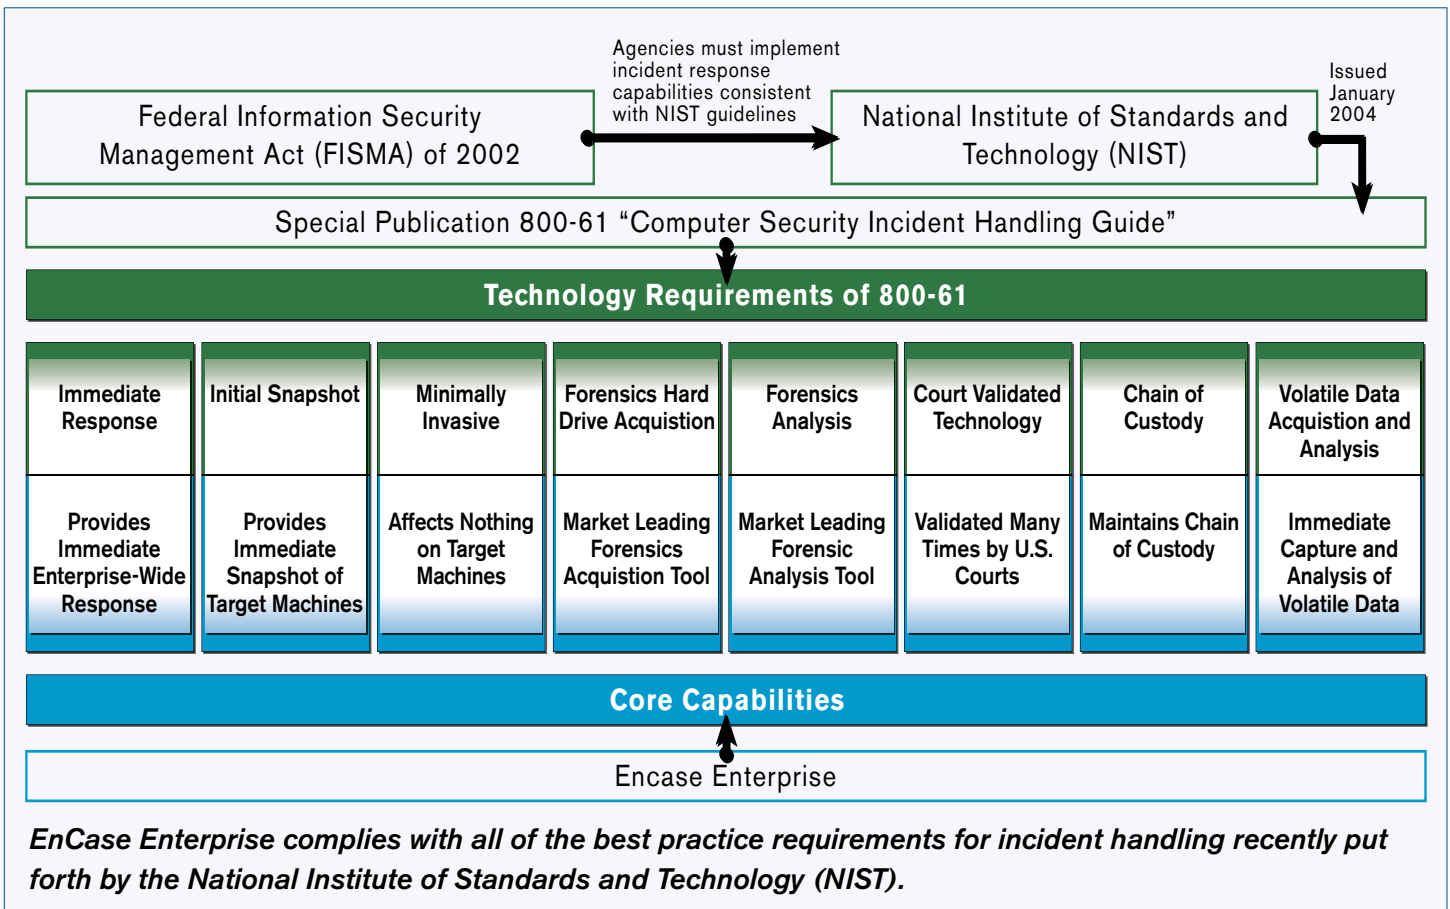 Agencies must implement
incident response
capabilities consistent
with NIST guidelines
Issued
January
2004
Federal Information Security
Management Act (FISMA) of 2002
National Institute of Standards and
Technology (NIST)
Special Publication 800-61 “Computer Security Incident Handling Guide”
Technology Requirements of 800-61
Immediate
Response
Initial Snapshot
Minimally
Invasive
Forensics Hard
Drive Acquistion
Forensics
Analysis
Court Validated
Technology
Chain of
Custody
Volatile Data
Acquistion and
Analysis
Provides
Immediate
Enterprise-Wide
Response
Provides
Immediate
Snapshot of
Target Machines
Affects Nothing
on Target
Machines
Market Leading
Forensics
Acquistion Tool
Market Leading
Forensic
Analysis Tool
Validated Many
Times by U.S.
Courts
Maintains Chain
of Custody
Immediate
Capture and
Analysis of
Volatile Data
Core Capabilities
Encase Enterprise
EnCase Enterprise complies with all of the best practice requirements for incident handling recently put
forth by the National Institute of Standards and Technology (NIST).